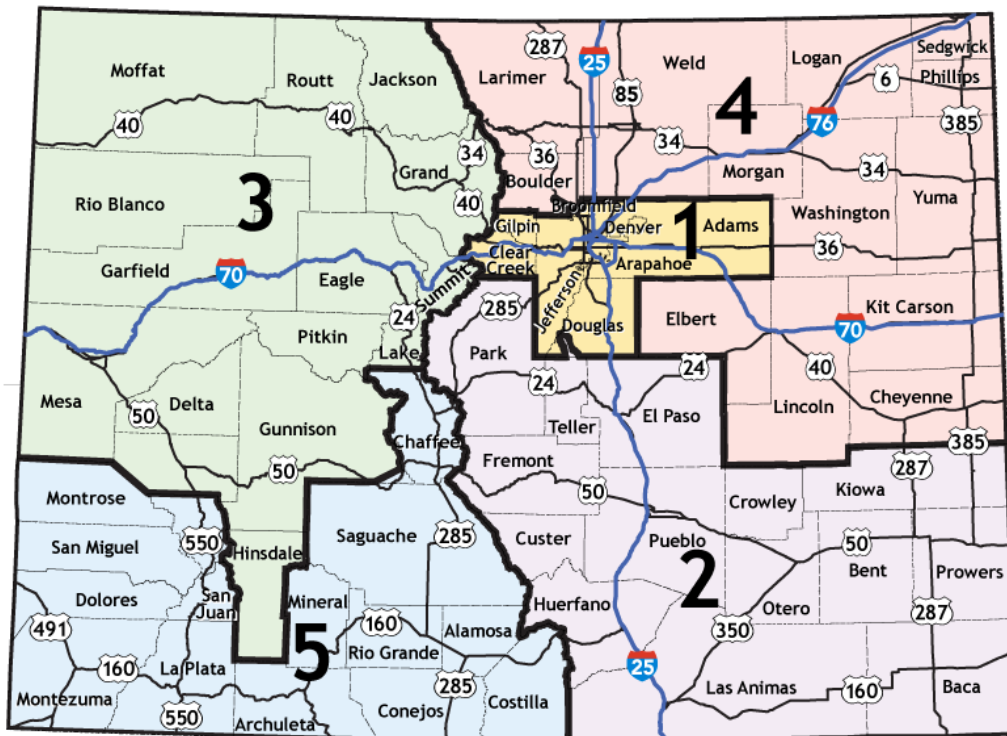 Moffat
Routt
Jackson
Larimer
287
25
Weld
Logan
Sedgwick
Phillips
6
85
4
76
385
40
40
34
36
34
34
Grand
Boulder
Morgan
Yuma
Rio Blanco
3
40
Broomfield
Washington
Gilpin
Denver
1
Adams
36
Garfield
70
Eagle
Summit
Clear
Creek
Jefferson
Arapahoe
285
Douglas
Elbert
70
Kit Carson
Pitkin
24
Lake
Park
24
24
40
Mesa
50
Delta
Gunnison
Chaffee
Teller
El Paso
Lincoln
Cheyenne
385
50
Fremont
287
Montrose
50
Crowley
Kiowa
550
Saguache
285
San Miguel
Hinsdale
Custer
Pueblo
50
Bent
Prowers
Dolores
San
Juan
Mineral
Huerfano
2
Otero
287
491
160
Alamosa
350
160
La Plata
5
Rio Grande
25
Las Animas
160
Baca
Montezuma
550
Archuleta
285
Conejos
Costilla